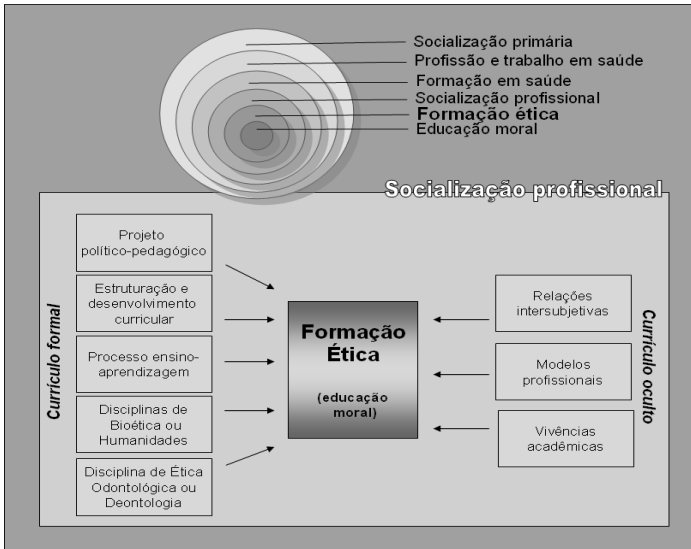 Socialização primária
Profissão e trabalho em saúde
Formação em saúde
Socialização profissional
Formação ética
Educação moral
Socialização profissional
Currículo formal
Projeto
político-pedagógico
Estruturação e
desenvolvimento
curricular
Processo ensino-
aprendizagem
Disciplinas de
Bioética ou
Humanidades
Disciplina de Ética
Odontológica ou
Deontologia
Formação
Ética
(educação
moral)
Relações
intersubjetivas
Modelos
profissionais
Vivências
acadêmicas
Currículo oculto